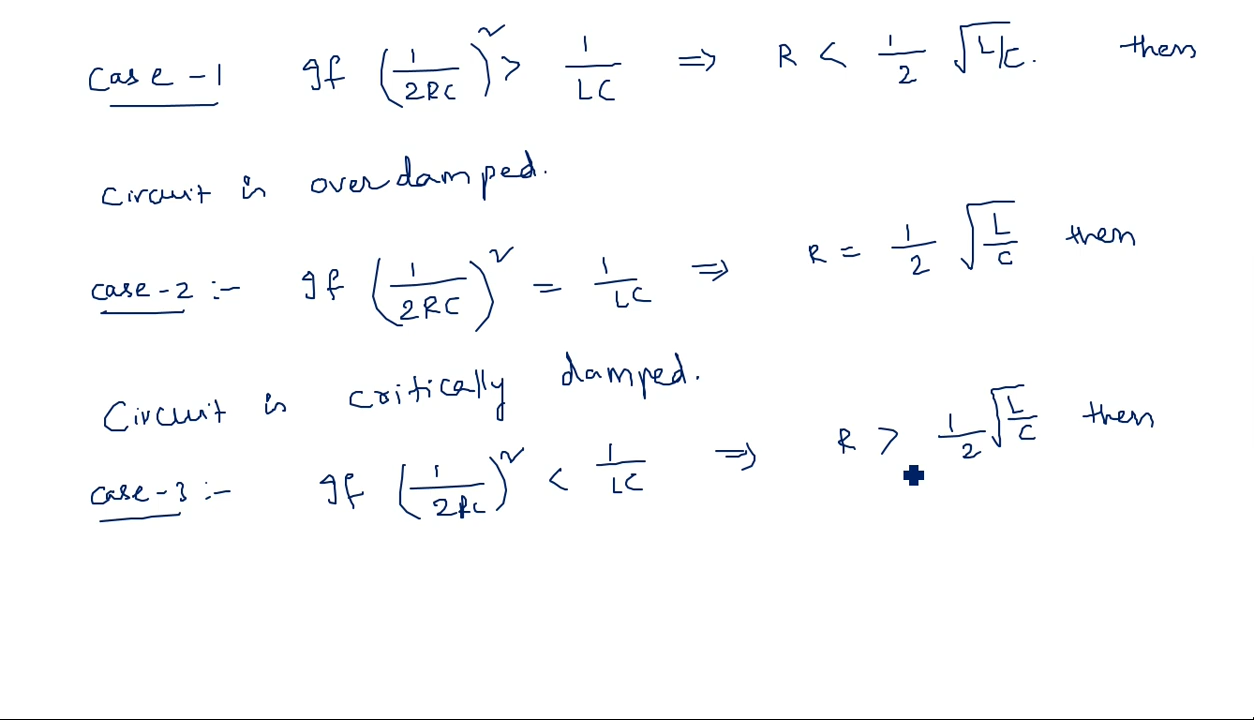 Case -1 If (1/2RC)² > 1/LC ⇒ R < 1/2 √L/C. then
Circuit is overdamped.
case-2 :- If (1/2RC)² = 1/LC ⇒ R = 1/2 √L/C then
Circuit is critically damped.
case-3 :- If (1/2RC)² < 1/LC ⇒ R > 1/2 √L/C then